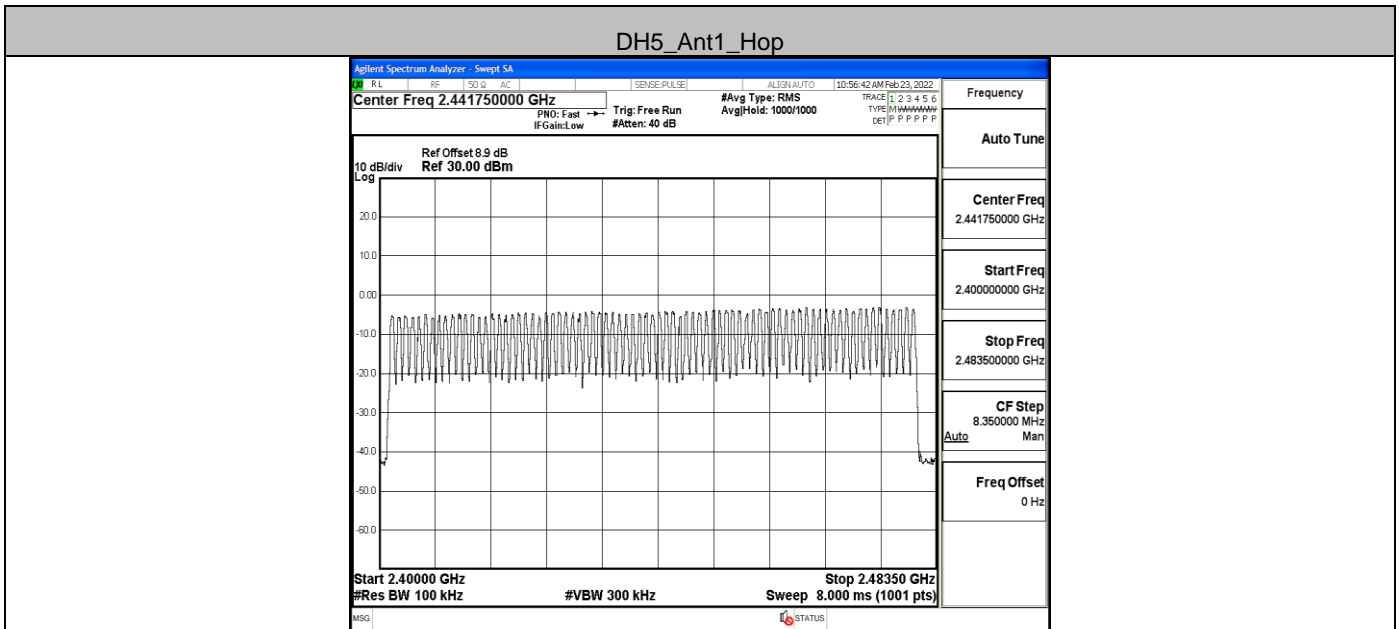 DH5_Ant1_Hop
Agilent Spectrum Analyzer - Swept SA
RL RF 50 Ω AC SENSE:PULSE ALIGN AUTO 10:56:42 AM Feb 23, 2022
Center Freq 2.441750000 GHz
PNO: Fast
IFGain:Low
Trig: Free Run
#Atten: 40 dB
#Avg Type: RMS
Avg|Hold: 1000/1000
TRACE 1 2 3 4 5 6
TYPE M WWWWW
DET P P P P P P
Ref Offset 8.9 dB
10 dB/div Ref 30.00 dBm
Log
20.0
10.0
0.00
-10.0
-20.0
-30.0
-40.0
-50.0
-60.0
Start 2.40000 GHz Stop 2.48350 GHz
#Res BW 100 kHz #VBW 300 kHz Sweep 8.000 ms (1001 pts)
MSG STATUS
Frequency
Auto Tune
Center Freq
2.441750000 GHz
Start Freq
2.400000000 GHz
Stop Freq
2.483500000 GHz
CF Step
8.350000 MHz
Auto Man
Freq Offset
0 Hz